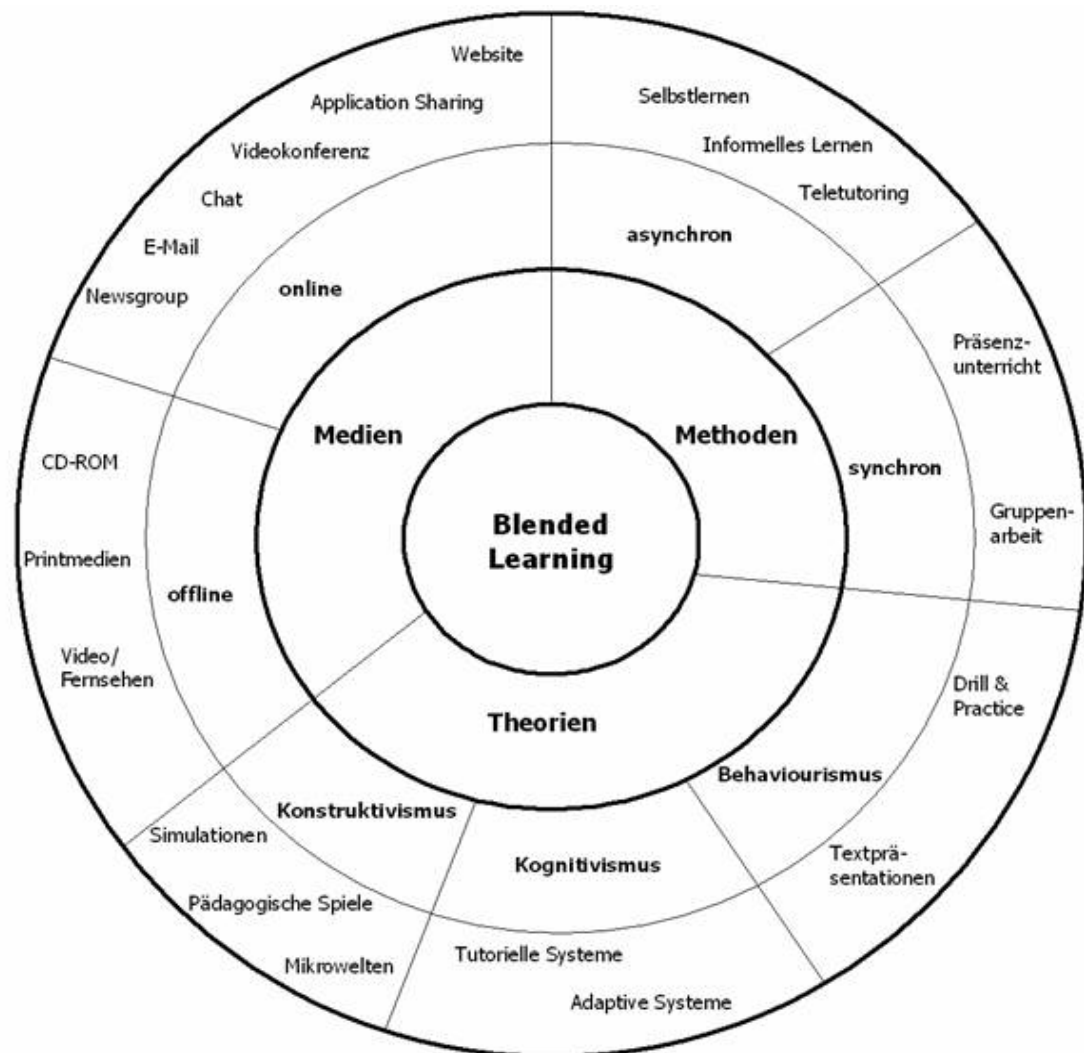 Website
Application Sharing
Videokonferenz
Chat
E-Mail
Newsgroup
online
Selbstlernen
Informelles Lernen
Teletutoring
asynchron
Präsenz-
unterricht
Gruppen-
arbeit
synchron
Medien
Methoden
Blended
Learning
Theorien
CD-ROM
Printmedien
Video/
Fernsehen
offline
Drill &
Practice
Textprä-
sentationen
Behaviourismus
Konstruktivismus
Simulationen
Pädagogische Spiele
Mikrowelten
Kognitivismus
Tutorielle Systeme
Adaptive Systeme